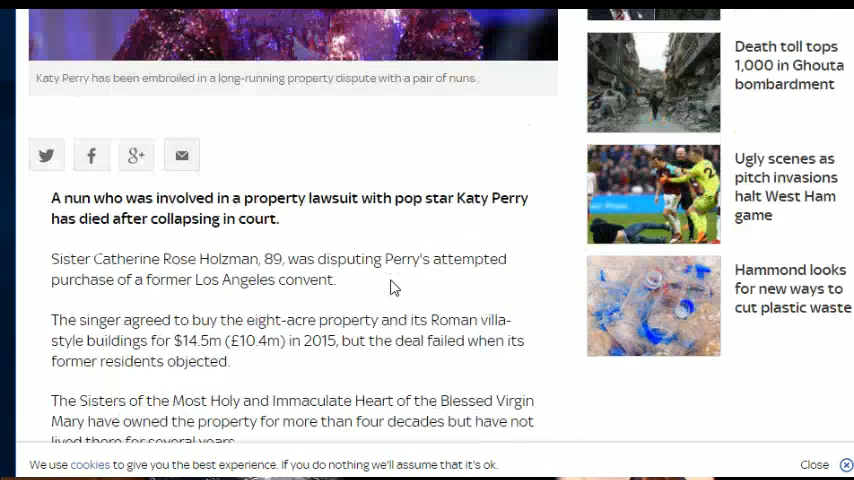 Katy Perry has been embroiled in a long-running property dispute with a pair of nuns.
A nun who was involved in a property lawsuit with pop star Katy Perry
has died after collapsing in court.
Sister Catherine Rose Holzman, 89, was disputing Perry's attempted
purchase of a former Los Angeles convent.
The singer agreed to buy the eight-acre property and its Roman villa-
style buildings for $14.5m (£10.4m) in 2015, but the deal failed when its
former residents objected.
The Sisters of the Most Holy and Immaculate Heart of the Blessed Virgin
Mary have owned the property for more than four decades but have not
lived there for several years
Death toll tops
1,000 in Ghouta
bombardment
Ugly scenes as
pitch invasions
halt West Ham
game
Hammond looks
for new ways to
cut plastic waste
We use cookies to give you the best experience. If you do nothing we'll assume that it's ok.
Close